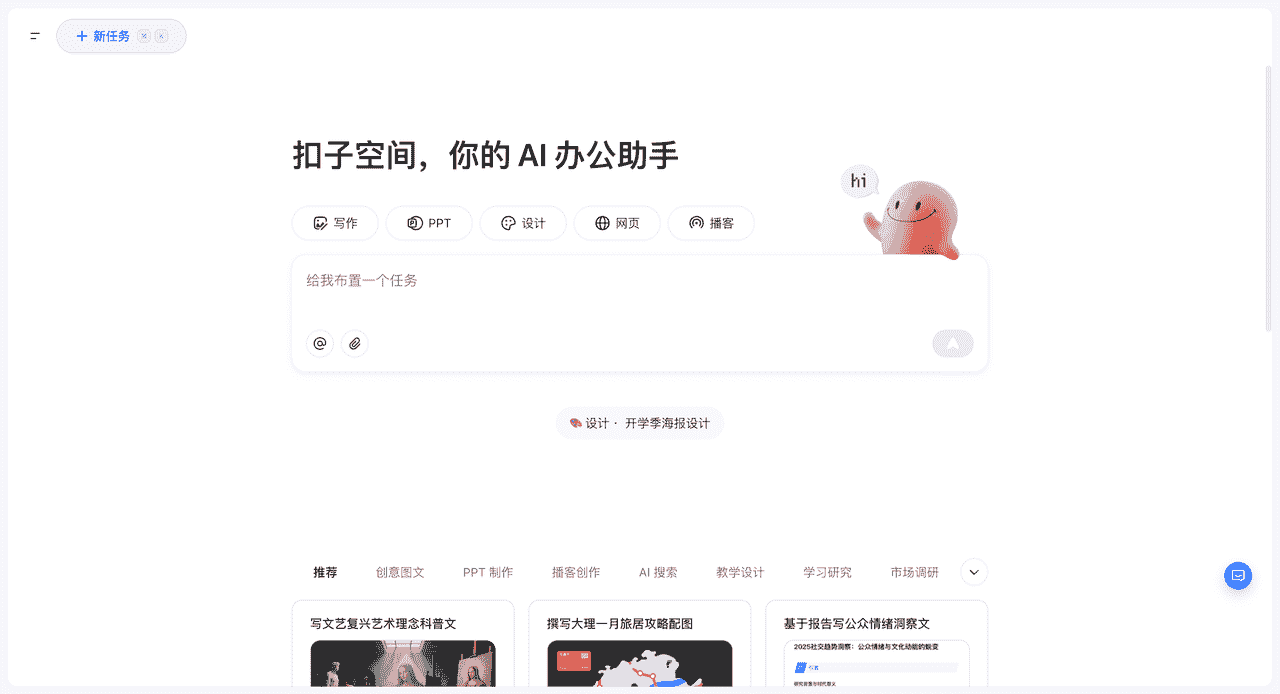 新任务 ⌘ K
扣子空间，你的 AI 办公助手
hi
写作 PPT 设计 网页 播客
给我布置一个任务
设计 · 开学季海报设计
推荐 创意图文 PPT 制作 播客创作 AI 搜索 教学设计 学习研究 市场调研
写文艺复兴艺术理念科普文 撰写大理一月旅居攻略配图 基于报告写公众情绪洞察文
2025社交趋势洞察：公众情绪与文化动能的蜕变